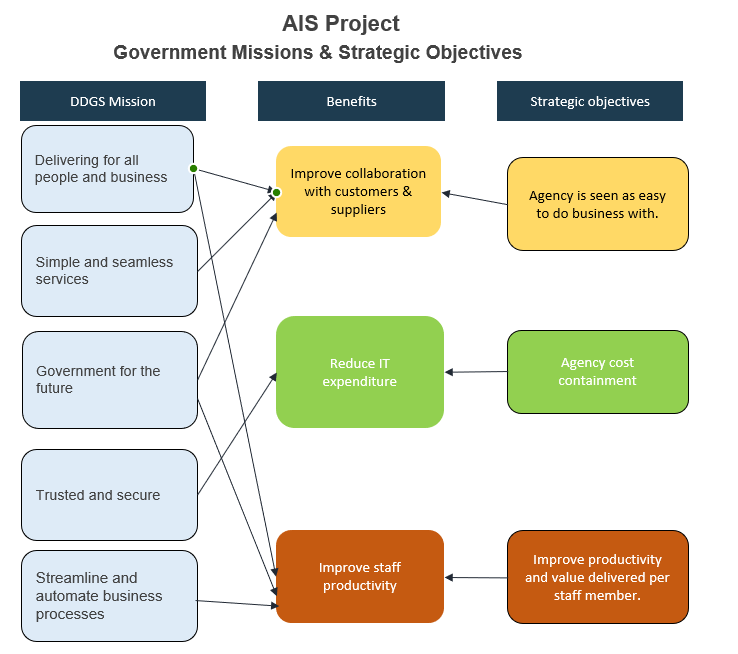 AIS Project
Government Missions & Strategic Objectives
DDGS Mission
Benefits
Strategic objectives
Delivering for all
people and business
Improve collaboration
with customers &
suppliers
Agency is seen as easy
to do business with.
Simple and seamless
services
Government for the
future
Reduce IT
expenditure
Agency cost
containment
Trusted and secure
Streamline and
automate business
processes
Improve staff
productivity
Improve productivity
and value delivered per
staff member.